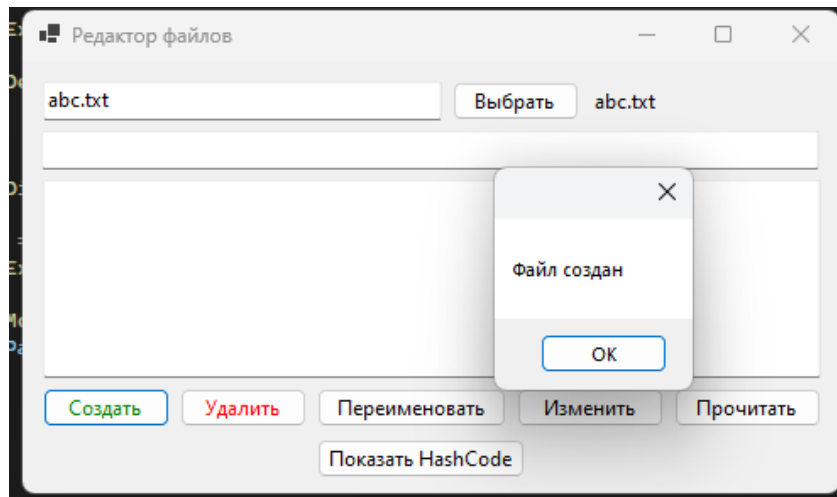 Редактор файлов
abc.txt
Выбрать
abc.txt
Файл создан
OK
Создать
Удалить
Переименовать
Изменить
Прочитать
Показать HashCode